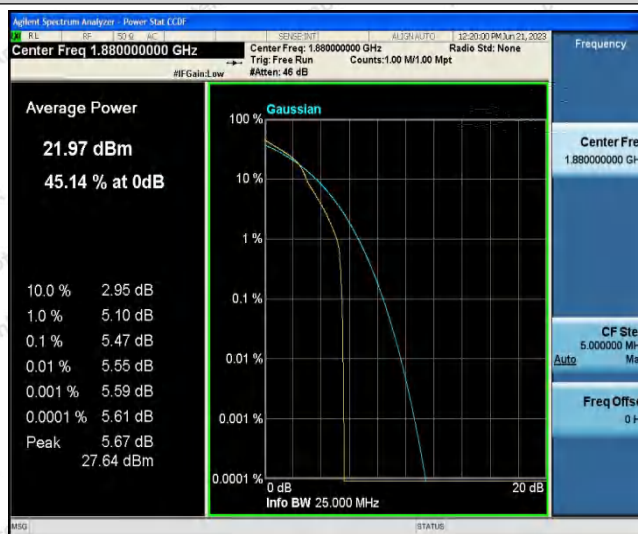 Agilent Spectrum Analyzer - Power Stat CCDF
RL RF 50 Ω AC SENSE:INT ALIGN AUTO 12:20:00 PM Jun 21, 2023
Center Freq 1.880000000 GHz
Center Freq: 1.880000000 GHz Radio Std: None
Trig: Free Run Counts:1.00 M/1.00 Mpt
#IFGain:Low #Atten: 46 dB
Frequency
Average Power
21.97 dBm
45.14 % at 0dB
10.0 % 2.95 dB
1.0 % 5.10 dB
0.1 % 5.47 dB
0.01 % 5.55 dB
0.001 % 5.59 dB
0.0001 % 5.61 dB
Peak 5.67 dB
27.64 dBm
Gaussian
100 %
10 %
1 %
0.1 %
0.01 %
0.001 %
0.0001 %
0 dB 20 dB
Info BW 25.000 MHz
Center Fre
1.880000000 GH
CF Ste
5.000000 MH
Auto Ma
Freq Offse
0 H
MSG STATUS